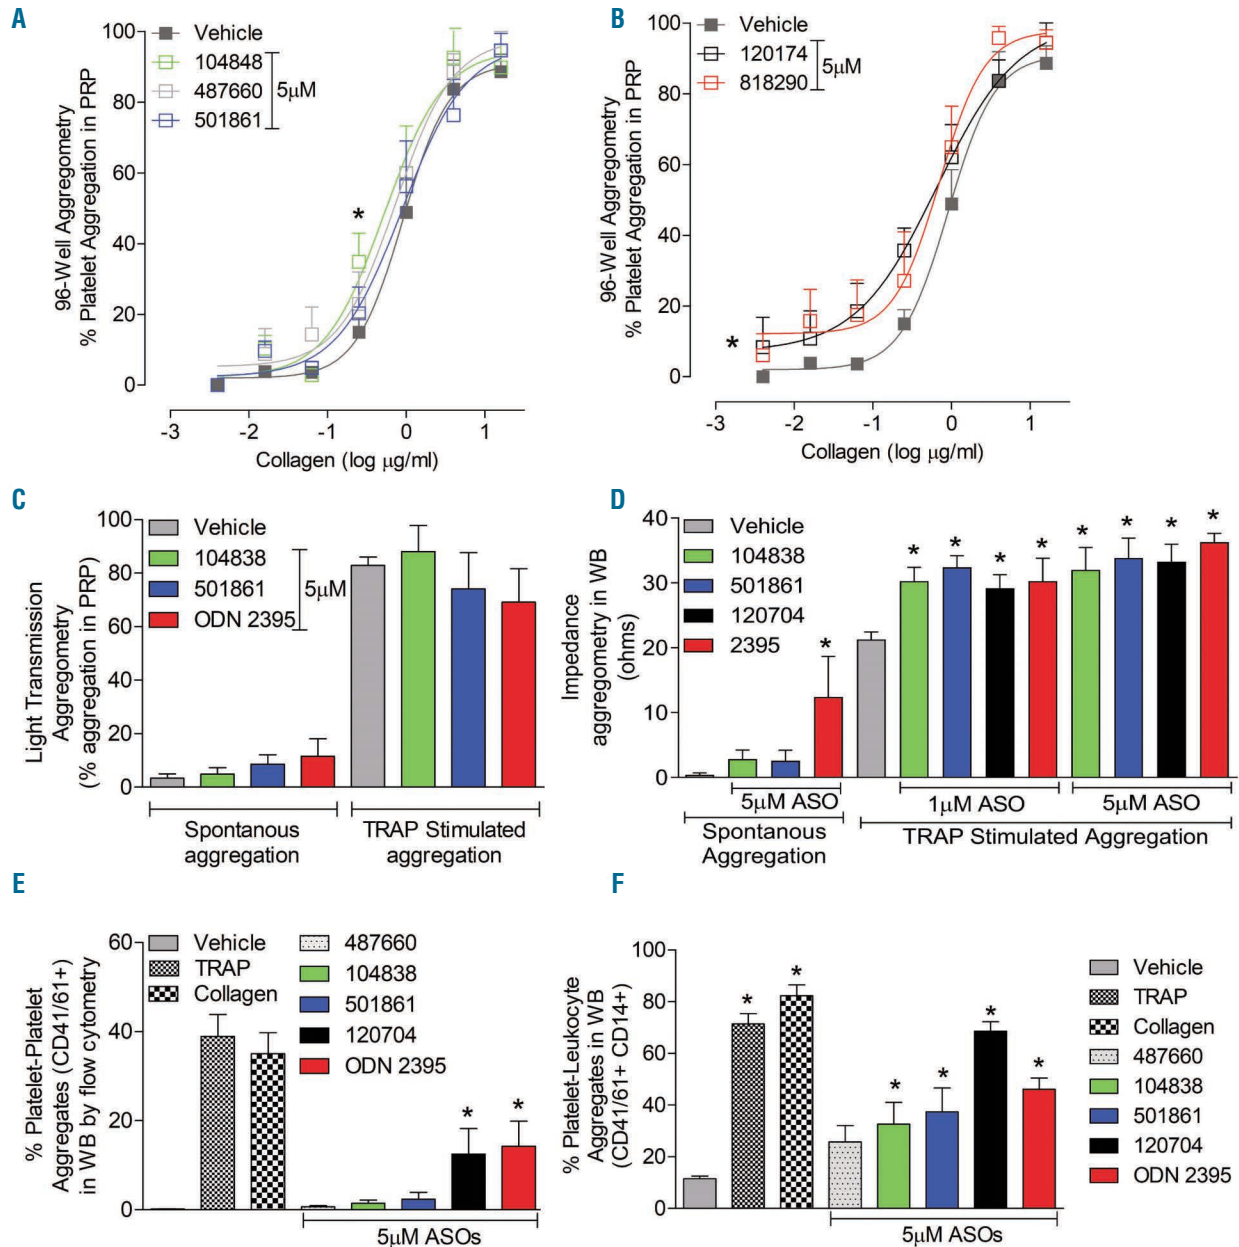 A
96-Well Aggregometry
% Platelet Aggregation in PRP
100
80
60
40
20
0
Vehicle
104848
487660
501861
5µM
*
-3
-2
-1
0
1
Collagen (log µg/ml)
B
96-Well Aggregometry
% Platelet Aggregation in PRP
100
80
60
40
20
0
Vehicle
120174
818290
5µM
*
-3
-2
-1
0
1
Collagen (log µg/ml)
C
Light Transmission
Aggregometry
(% aggregation in PRP)
100
80
60
40
20
0
Vehicle
104838
501861
ODN 2395
5µM
Spontanous
aggregation
TRAP Stimulated
aggregation
D
Impedance
aggregometry in WB
(ohms)
40
30
20
10
0
Vehicle
104838
501861
120704
2395
* * * * * * * * *
5µM ASO
1µM ASO
5µM ASO
Spontanous
Aggregation
TRAP Stimulated Aggregation
E
% Platelet-Platelet
Aggregates (CD41/61+)
in WB by flow cytometry
60
40
20
0
Vehicle
TRAP
Collagen
487660
104838
501861
120704
ODN 2395
* *
5µM ASOs
F
% Platelet-Leukocyte
Aggregates in WB
(CD41/61+ CD14+)
100
80
60
40
20
0
* * * * * *
Vehicle
TRAP
Collagen
487660
104838
501861
120704
ODN 2395
5µM ASOs